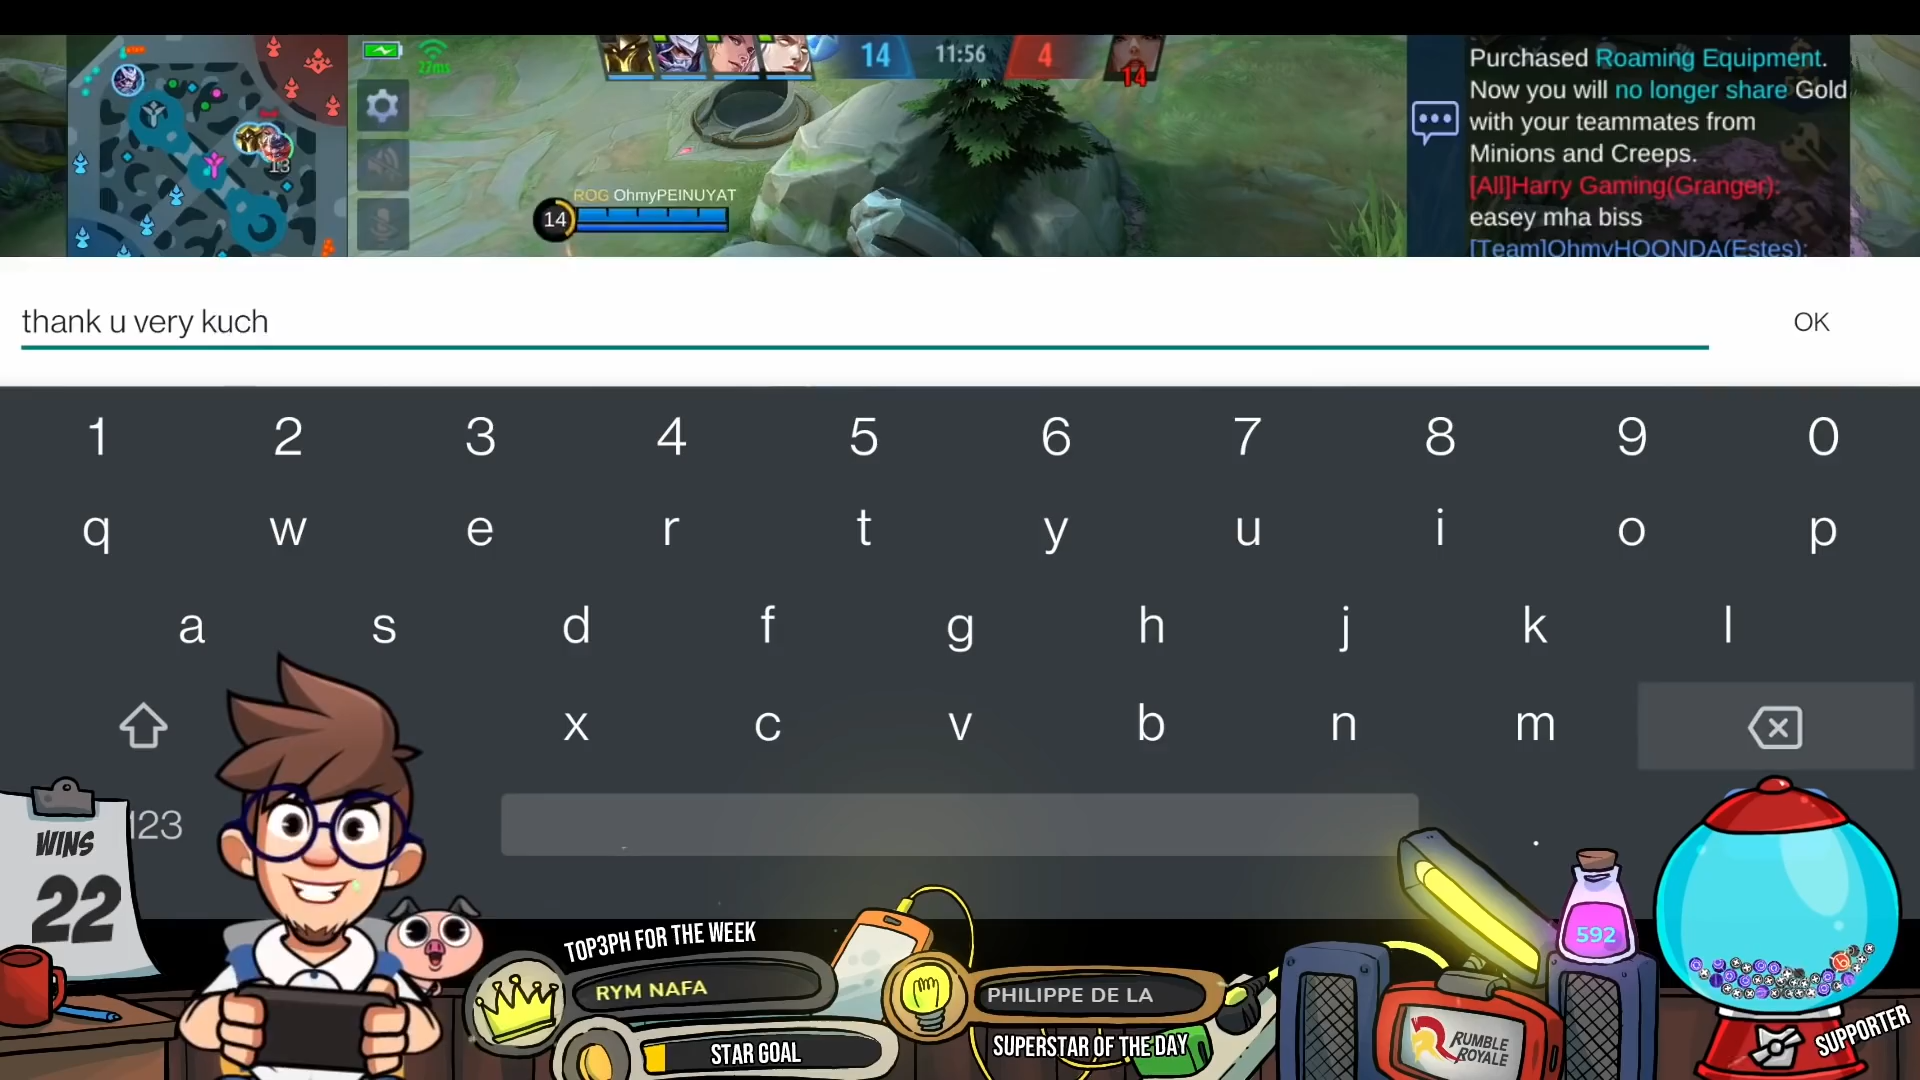 14
11:56
4
14
27ms
13
ROG OhmyPEINUYAT
14
Purchased Roaming Equipment.
Now you will no longer share Gold
with your teammates from
Minions and Creeps.
[All]Harry Gaming(Granger):
easey mha biss
[Team]OhmyHOONDA(Estes):
thank u very kuch
OK
1 2 3 4 5 6 7 8 9 0
q w e r t y u i o p
a s d f g h j k l
x c v b n m
123
.
WINS
22
TOP3PH FOR THE WEEK
RYM NAFA
STAR GOAL
PHILIPPE DE LA
SUPERSTAR OF THE DAY
RUMBLE
ROYALE
592
SUPPORTER